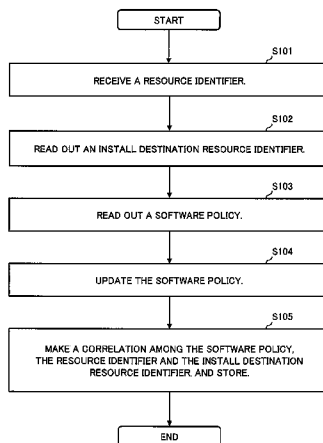 START
S101
RECEIVE A RESOURCE IDENTIFIER.
S102
READ OUT AN INSTALL DESTINATION RESOURCE IDENTIFIER.
S103
READ OUT A SOFTWARE POLICY.
S104
UPDATE THE SOFTWARE POLICY.
S105
MAKE A CORRELATION AMONG THE SOFTWARE POLICY,
THE RESOURCE IDENTIFIER AND THE INSTALL DESTINATION
RESOURCE IDENTIFIER, AND STORE.
END